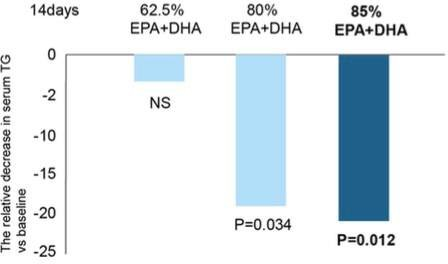 14days
62.5%
EPA+DHA
80%
EPA+DHA
85%
EPA+DHA
The relative decrease in serum TG
vs baseline
0
-2
-10
-15
-20
-25
NS
P=0.034
P=0.012